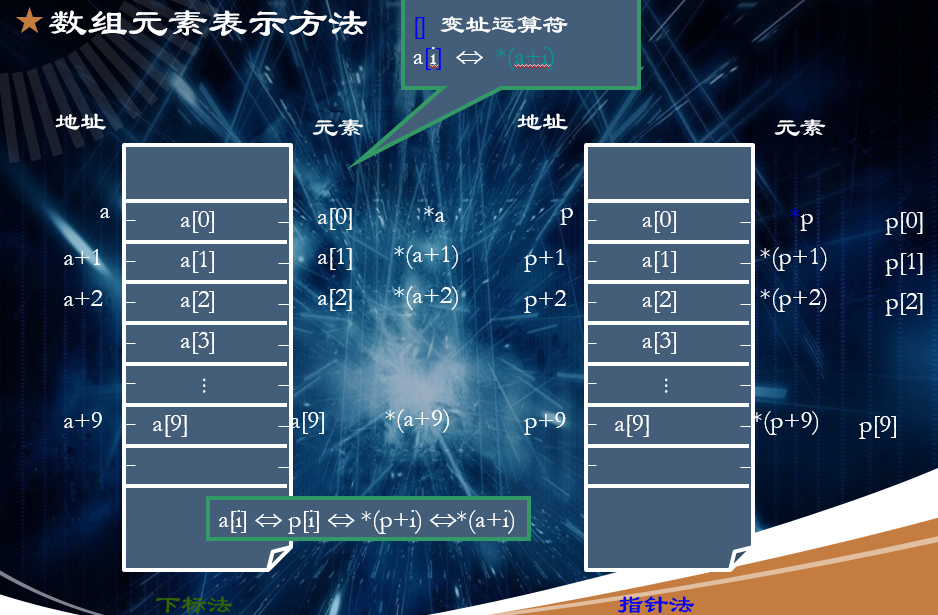 ★数组元素表示方法
[] 变址运算符
a[i] ⇔ *(a+i)
地址 元素 地址 元素
a a[0] a[0] *a p a[0] *p p[0]
a+1 a[1] a[1] *(a+1) p+1 a[1] *(p+1) p[1]
a+2 a[2] a[2] *(a+2) p+2 a[2] *(p+2) p[2]
a[3] a[3]
⋮ ⋮
a+9 a[9] a[9] *(a+9) p+9 a[9] *(p+9) p[9]
a[i] ⇔ p[i] ⇔ *(p+i) ⇔*(a+i)
下标法 指针法